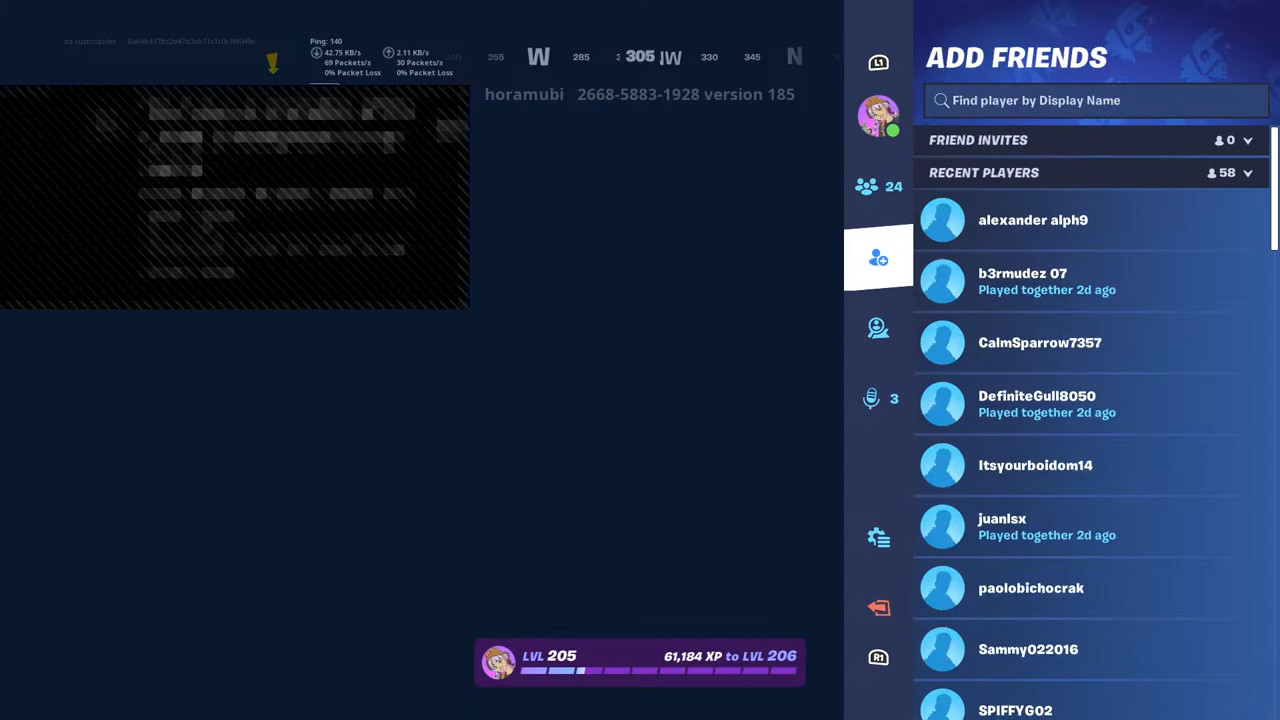 Ping: 140
42.75 KB/s 2.11 KB/s
69 Packets/s 30 Packets/s
0% Packet Loss 0% Packet Loss
255 W 285 305 NW 330 345 N
horamubi 2668-5883-1928 version 185
L1
24
3
R1
ADD FRIENDS
Find player by Display Name
FRIEND INVITES 0
RECENT PLAYERS 58
alexander alph9
b3rmudez 07
Played together 2d ago
CalmSparrow7357
DefiniteGull8050
Played together 2d ago
Itsyourboidom14
juanlsx
Played together 2d ago
paolobichocrak
Sammy022016
SPIFFYG02
LVL 205 61,184 XP to LVL 206